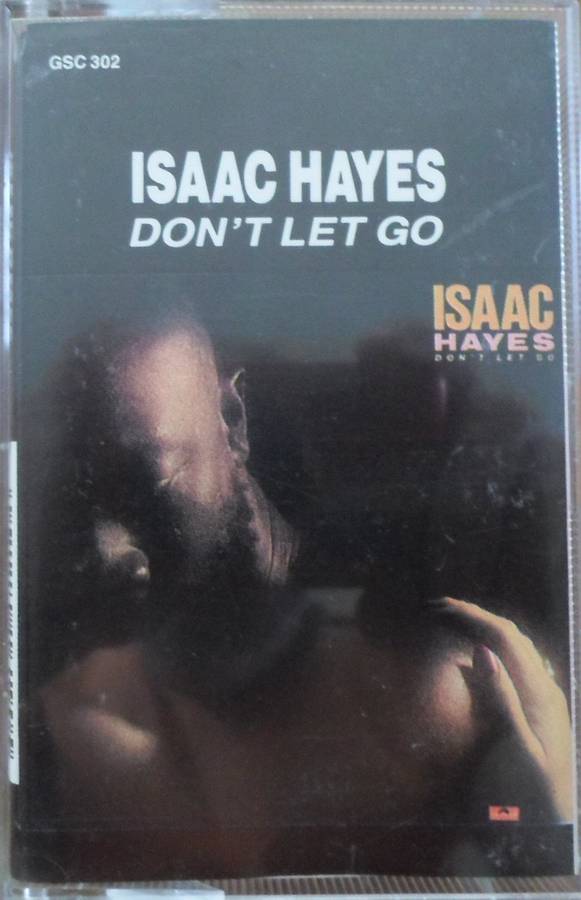 GSC 302
ISAAC HAYES
DON'T LET GO
ISAAC
HAYES
DON'T LET GO